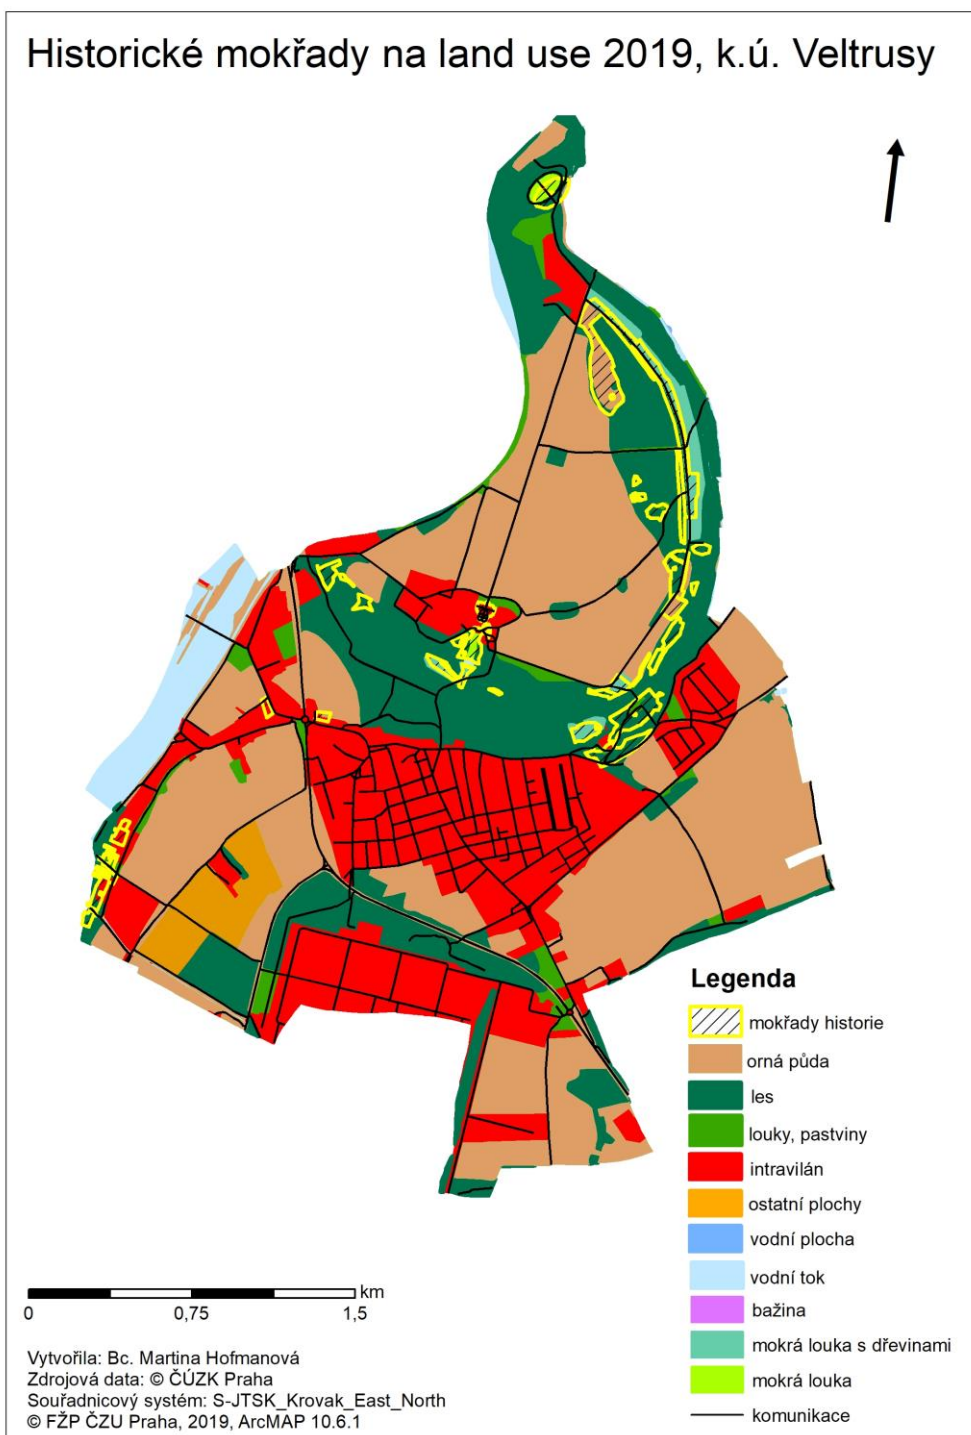 Historické mokřady na land use 2019, k.ú. Veltrusy
Legenda
mokřady historie
orná půda
les
louky, pastviny
intravilán
ostatní plochy
vodní plocha
vodní tok
bažina
mokrá louka s dřevinami
mokrá louka
komunikace
km
0 0,75 1,5
Vytvořila: Bc. Martina Hofmanová
Zdrojová data: © ČÚZK Praha
Souřadnicový systém: S-JTSK_Krovak_East_North
© FŽP ČZU Praha, 2019, ArcMAP 10.6.1